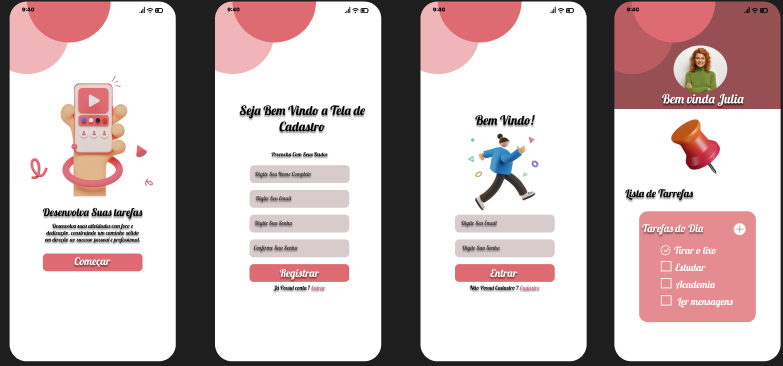 9:40
Desenvolva Suas tarefas
Desenvolva suas atividades com foco e
dedicação, construindo um caminho sólido
em direção ao sucesso pessoal e profissional.
Começar
9:40
Seja Bem Vindo a Tela de
Cadastro
Preencha Com Seus Dados
Digite Seu Nome Completo
Digite Seu Email
Digite Sua Senha
Confirme Sua Senha
Registrar
Já Possui conta ? Entrar
9:40
Bem Vindo!
Digite Seu Email
Digite Sua Senha
Entrar
Não Possui Cadastro ? Cadastro
9:40
Bem vinda Julia
Lista de Tarrefas
Tarefas do Dia
Tirar o lixo
Estudar
Academia
Ler mensagens